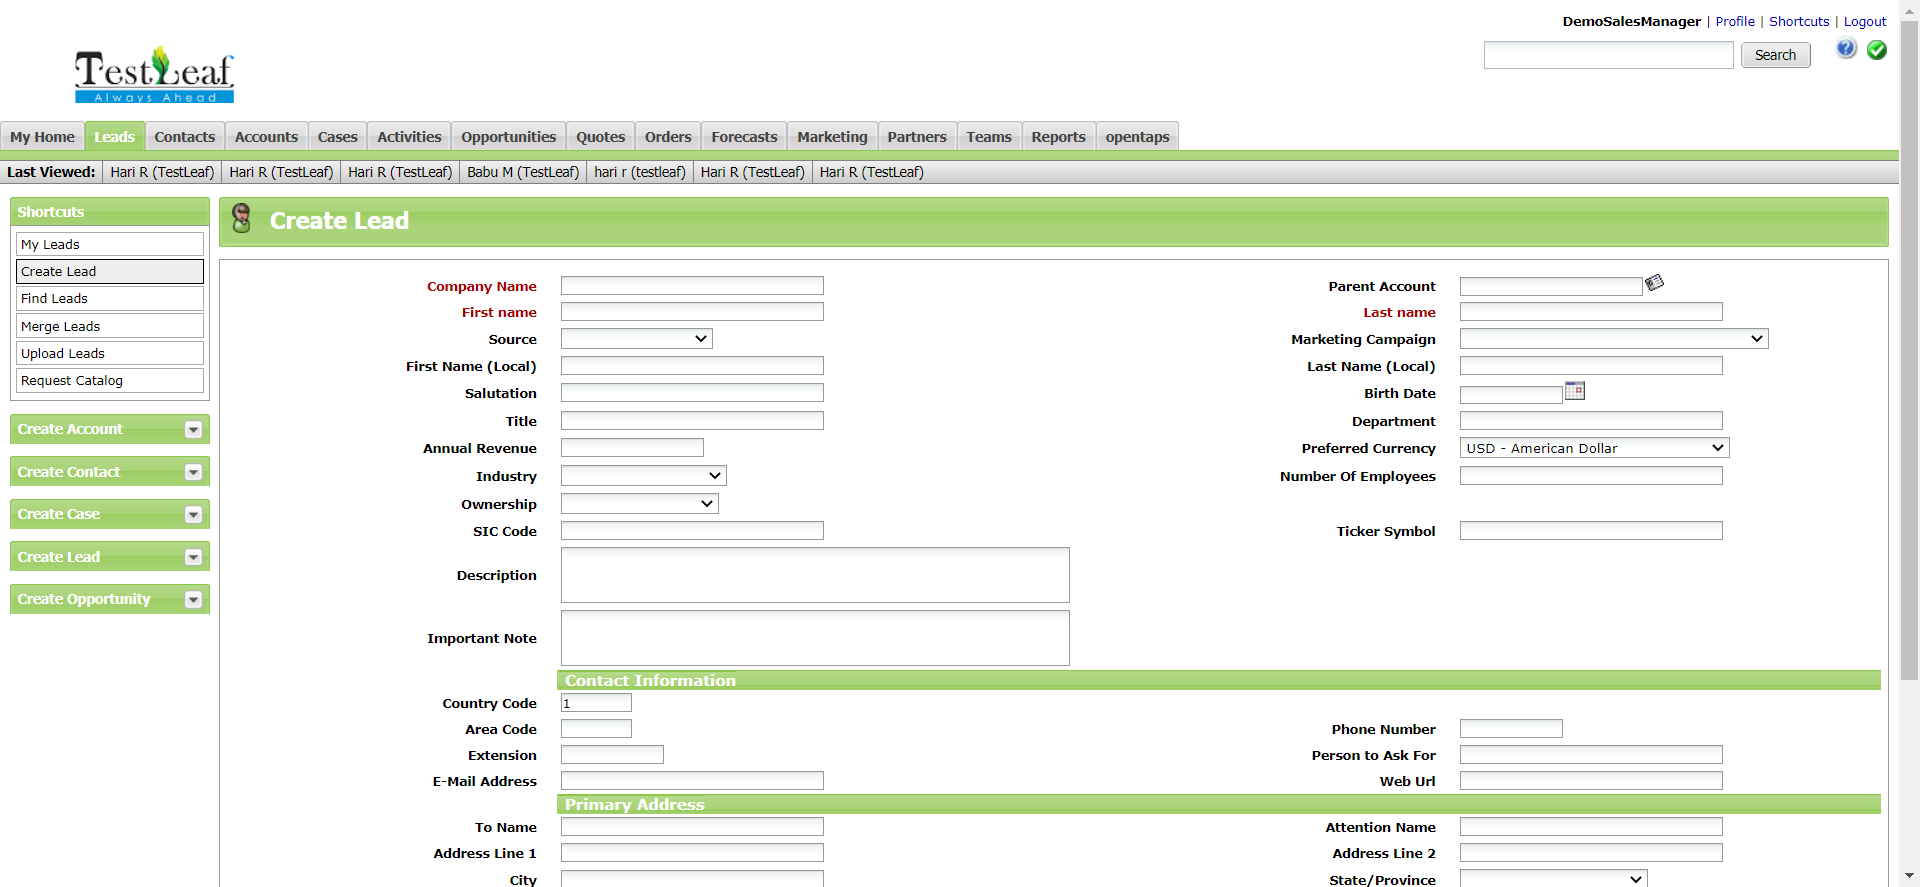 DemoSalesManager | Profile | Shortcuts | Logout
TestLeaf
Always Ahead
Search
My Home Leads Contacts Accounts Cases Activities Opportunities Quotes Orders Forecasts Marketing Partners Teams Reports opentaps
Last Viewed: Hari R (TestLeaf) Hari R (TestLeaf) Hari R (TestLeaf) Babu M (TestLeaf) hari r (testleaf) Hari R (TestLeaf) Hari R (TestLeaf)
Shortcuts
My Leads
Create Lead
Find Leads
Merge Leads
Upload Leads
Request Catalog
Create Account
Create Contact
Create Case
Create Lead
Create Opportunity
Create Lead
Company Name Parent Account
First name Last name
Source Marketing Campaign
First Name (Local) Last Name (Local)
Salutation Birth Date
Title Department
Annual Revenue Preferred Currency USD - American Dollar
Industry Number Of Employees
Ownership
SIC Code Ticker Symbol
Description
Important Note
Contact Information
Country Code 1
Area Code Phone Number
Extension Person to Ask For
E-Mail Address Web Url
Primary Address
To Name Attention Name
Address Line 1 Address Line 2
City State/Province